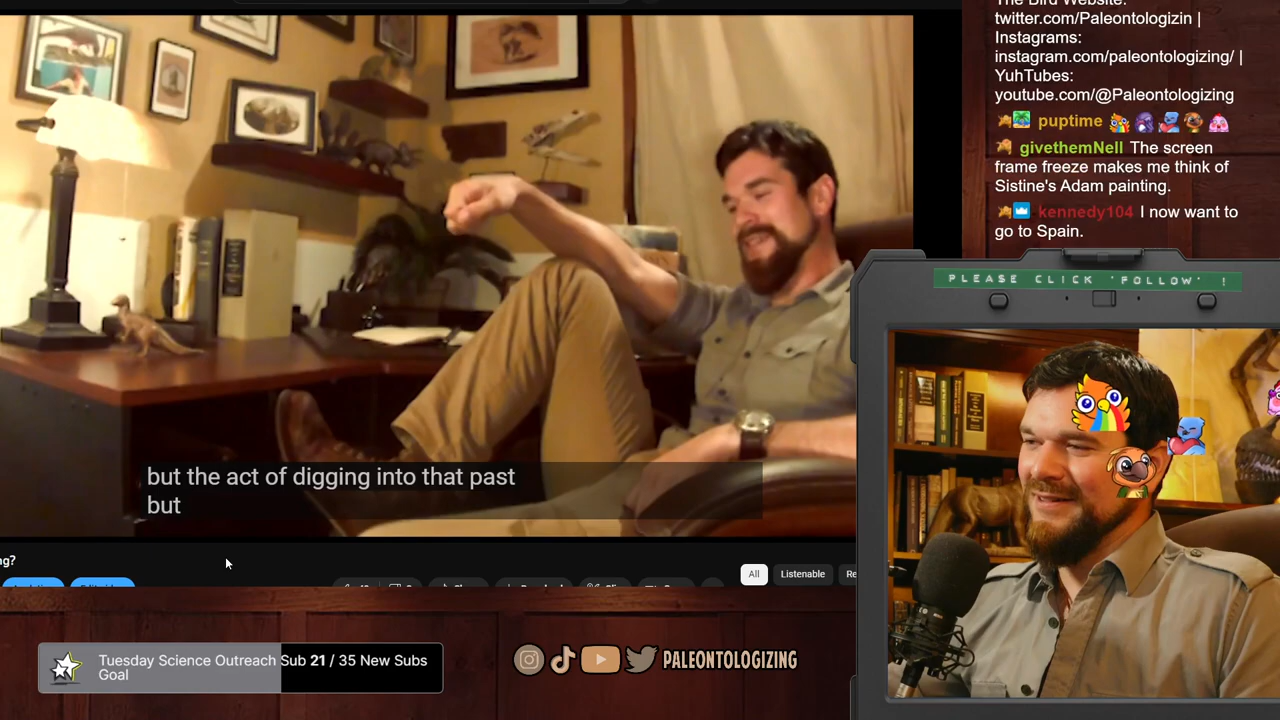 The Bird Website:
twitter.com/Paleontologizin |
Instagrams:
instagram.com/paleontologizing/ |
YuhTubes:
youtube.com/@Paleontologizing
puptime
givethemNell The screen
frame freeze makes me think of
Sistine's Adam painting.
kennedy104 I now want to
go to Spain.
PLEASE CLICK 'FOLLOW' !
but the act of digging into that past
but
ng?
All
Listenable
Re
Tuesday Science Outreach Sub 21 / 35 New Subs
Goal
PALEONTOLOGIZING